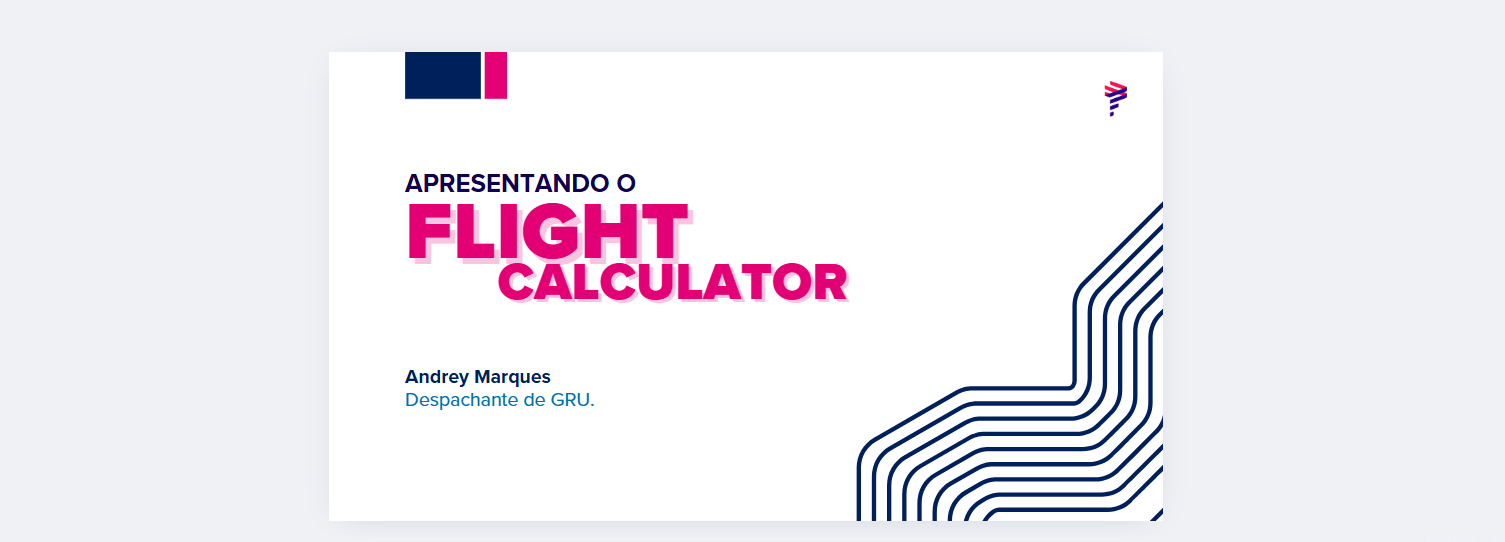 APRESENTANDO O
FLIGHT
CALCULATOR
Andrey Marques
Despachante de GRU.